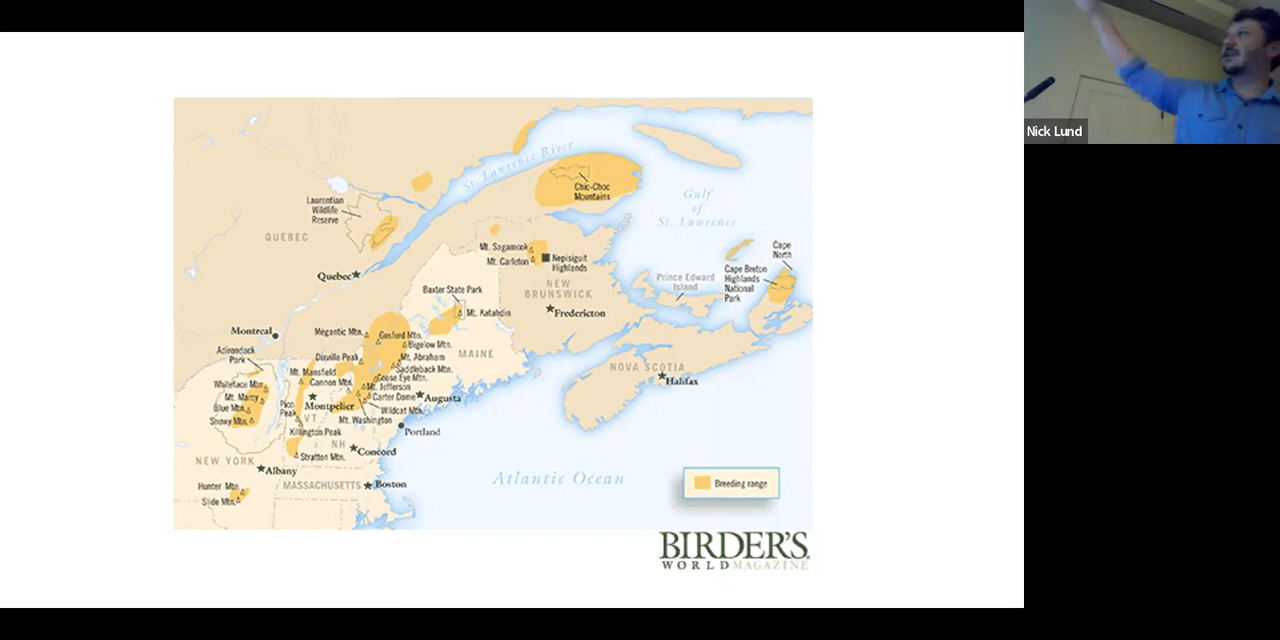 Nick Lund
St. Lawrence River
Chic-Choc
Mountains
Gulf
of
St. Lawrence
Laurentian
Wildlife
Reserve
QUEBEC
Quebec
Mt. Sagamook
Mt. Carleton
Nepisiguit
Highlands
NEW
BRUNSWICK
Fredericton
Prince Edward
Island
Cape
North
Cape Breton
Highlands
National
Park
Baxter State Park
Mt. Katahdin
Montreal
Megantic Mtn.
Gosford Mtn.
Bigelow Mtn.
MAINE
Adirondack
Park
Dixville Peak
Mt. Abraham
Saddleback Mtn.
NOVA SCOTIA
Halifax
Mt. Mansfield
Cannon Mtn.
Goose Eye Mtn.
Mt. Jefferson
Whiteface Mtn.
Mt. Marcy
Blue Mtn.
Snowy Mtn.
Carter Dome
Augusta
Pico
Peak
Montpelier
Wildcat Mtn.
VT
Mt. Washington
Killington Peak
Portland
NH
Concord
Stratton Mtn.
NEW YORK
Albany
Atlantic Ocean
Hunter Mtn.
Slide Mtn.
MASSACHUSETTS
Boston
Breeding range
BIRDER'S
WORLD MAGAZINE